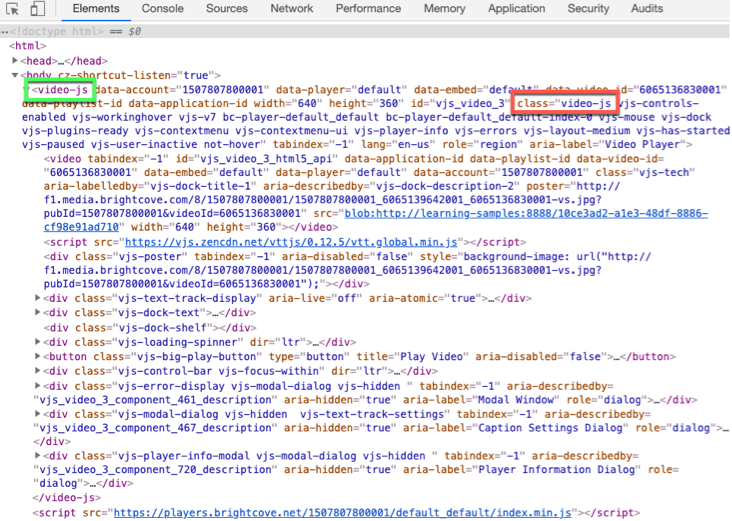 Elements Console Sources Network Performance Memory Application Security Audits
<!doctype html> == $0
<html>
<head>…</head>
<body cz-shortcut-listen="true">
<video-js data-account="1507807800001" data-player="default" data-embed="default" data-video-id="6065136830001"
data-playlist-id data-application-id width="640" height="360" id="vjs_video_3" class="video-js vjs-controls-
enabled vjs-workinghover vjs-v7 bc-player-default_default bc-player-default_default-index-0 vjs-mouse vjs-dock
vjs-plugins-ready vjs-contextmenu vjs-contextmenu-ui vjs-player-info vjs-errors vjs-layout-medium vjs-has-started
vjs-paused vjs-user-inactive not-hover" tabindex="-1" lang="en-us" role="region" aria-label="Video Player">
<video tabindex="-1" id="vjs_video_3_html5_api" data-application-id data-playlist-id data-video-id=
"6065136830001" data-embed="default" data-player="default" data-account="1507807800001" class="vjs-tech"
aria-labelledby="vjs-dock-title-1" aria-describedby="vjs-dock-description-2" poster="http://
f1.media.brightcove.com/8/1507807800001/1507807800001_6065139642001_6065136830001-vs.jpg?
pubId=1507807800001&videoId=6065136830001" src="blob:http://learning-samples:8888/10ce3ad2-a1e3-48df-8886-
cf98e91ad710" width="640" height="360"></video>
<script src="https://vjs.zencdn.net/vttjs/0.12.5/vtt.global.min.js"></script>
<div class="vjs-poster" tabindex="-1" aria-disabled="false" style="background-image: url("http://
f1.media.brightcove.com/8/1507807800001/1507807800001_6065139642001_6065136830001-vs.jpg?
pubId=1507807800001&videoId=6065136830001");"></div>
<div class="vjs-text-track-display" aria-live="off" aria-atomic="true">…</div>
<div class="vjs-dock-text">…</div>
<div class="vjs-dock-shelf"></div>
<div class="vjs-loading-spinner" dir="ltr">…</div>
<button class="vjs-big-play-button" type="button" title="Play Video" aria-disabled="false">…</button>
<div class="vjs-control-bar vjs-focus-within" dir="ltr">…</div>
<div class="vjs-error-display vjs-modal-dialog vjs-hidden " tabindex="-1" aria-describedby=
"vjs_video_3_component_461_description" aria-hidden="true" aria-label="Modal Window" role="dialog">…</div>
<div class="vjs-modal-dialog vjs-hidden  vjs-text-track-settings" tabindex="-1" aria-describedby=
"vjs_video_3_component_467_description" aria-hidden="true" aria-label="Caption Settings Dialog" role="dialog">…
</div>
<div class="vjs-player-info-modal vjs-modal-dialog vjs-hidden " tabindex="-1" aria-describedby=
"vjs_video_3_component_720_description" aria-hidden="true" aria-label="Player Information Dialog" role=
"dialog">…</div>
</video-js>
<script src="https://players.brightcove.net/1507807800001/default_default/index.min.js"></script>